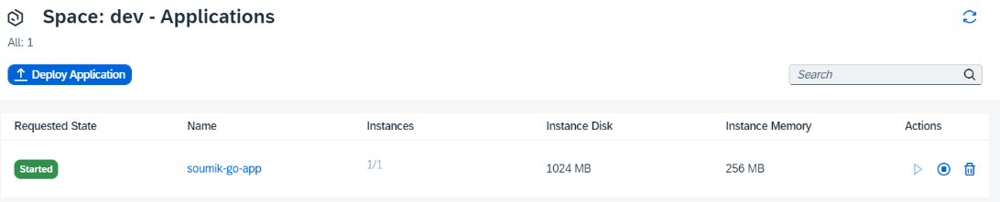 Space: dev - Applications
All: 1
Deploy Application
Search
Requested State Name Instances Instance Disk Instance Memory Actions
Started soumik-go-app 1/1 1024 MB 256 MB